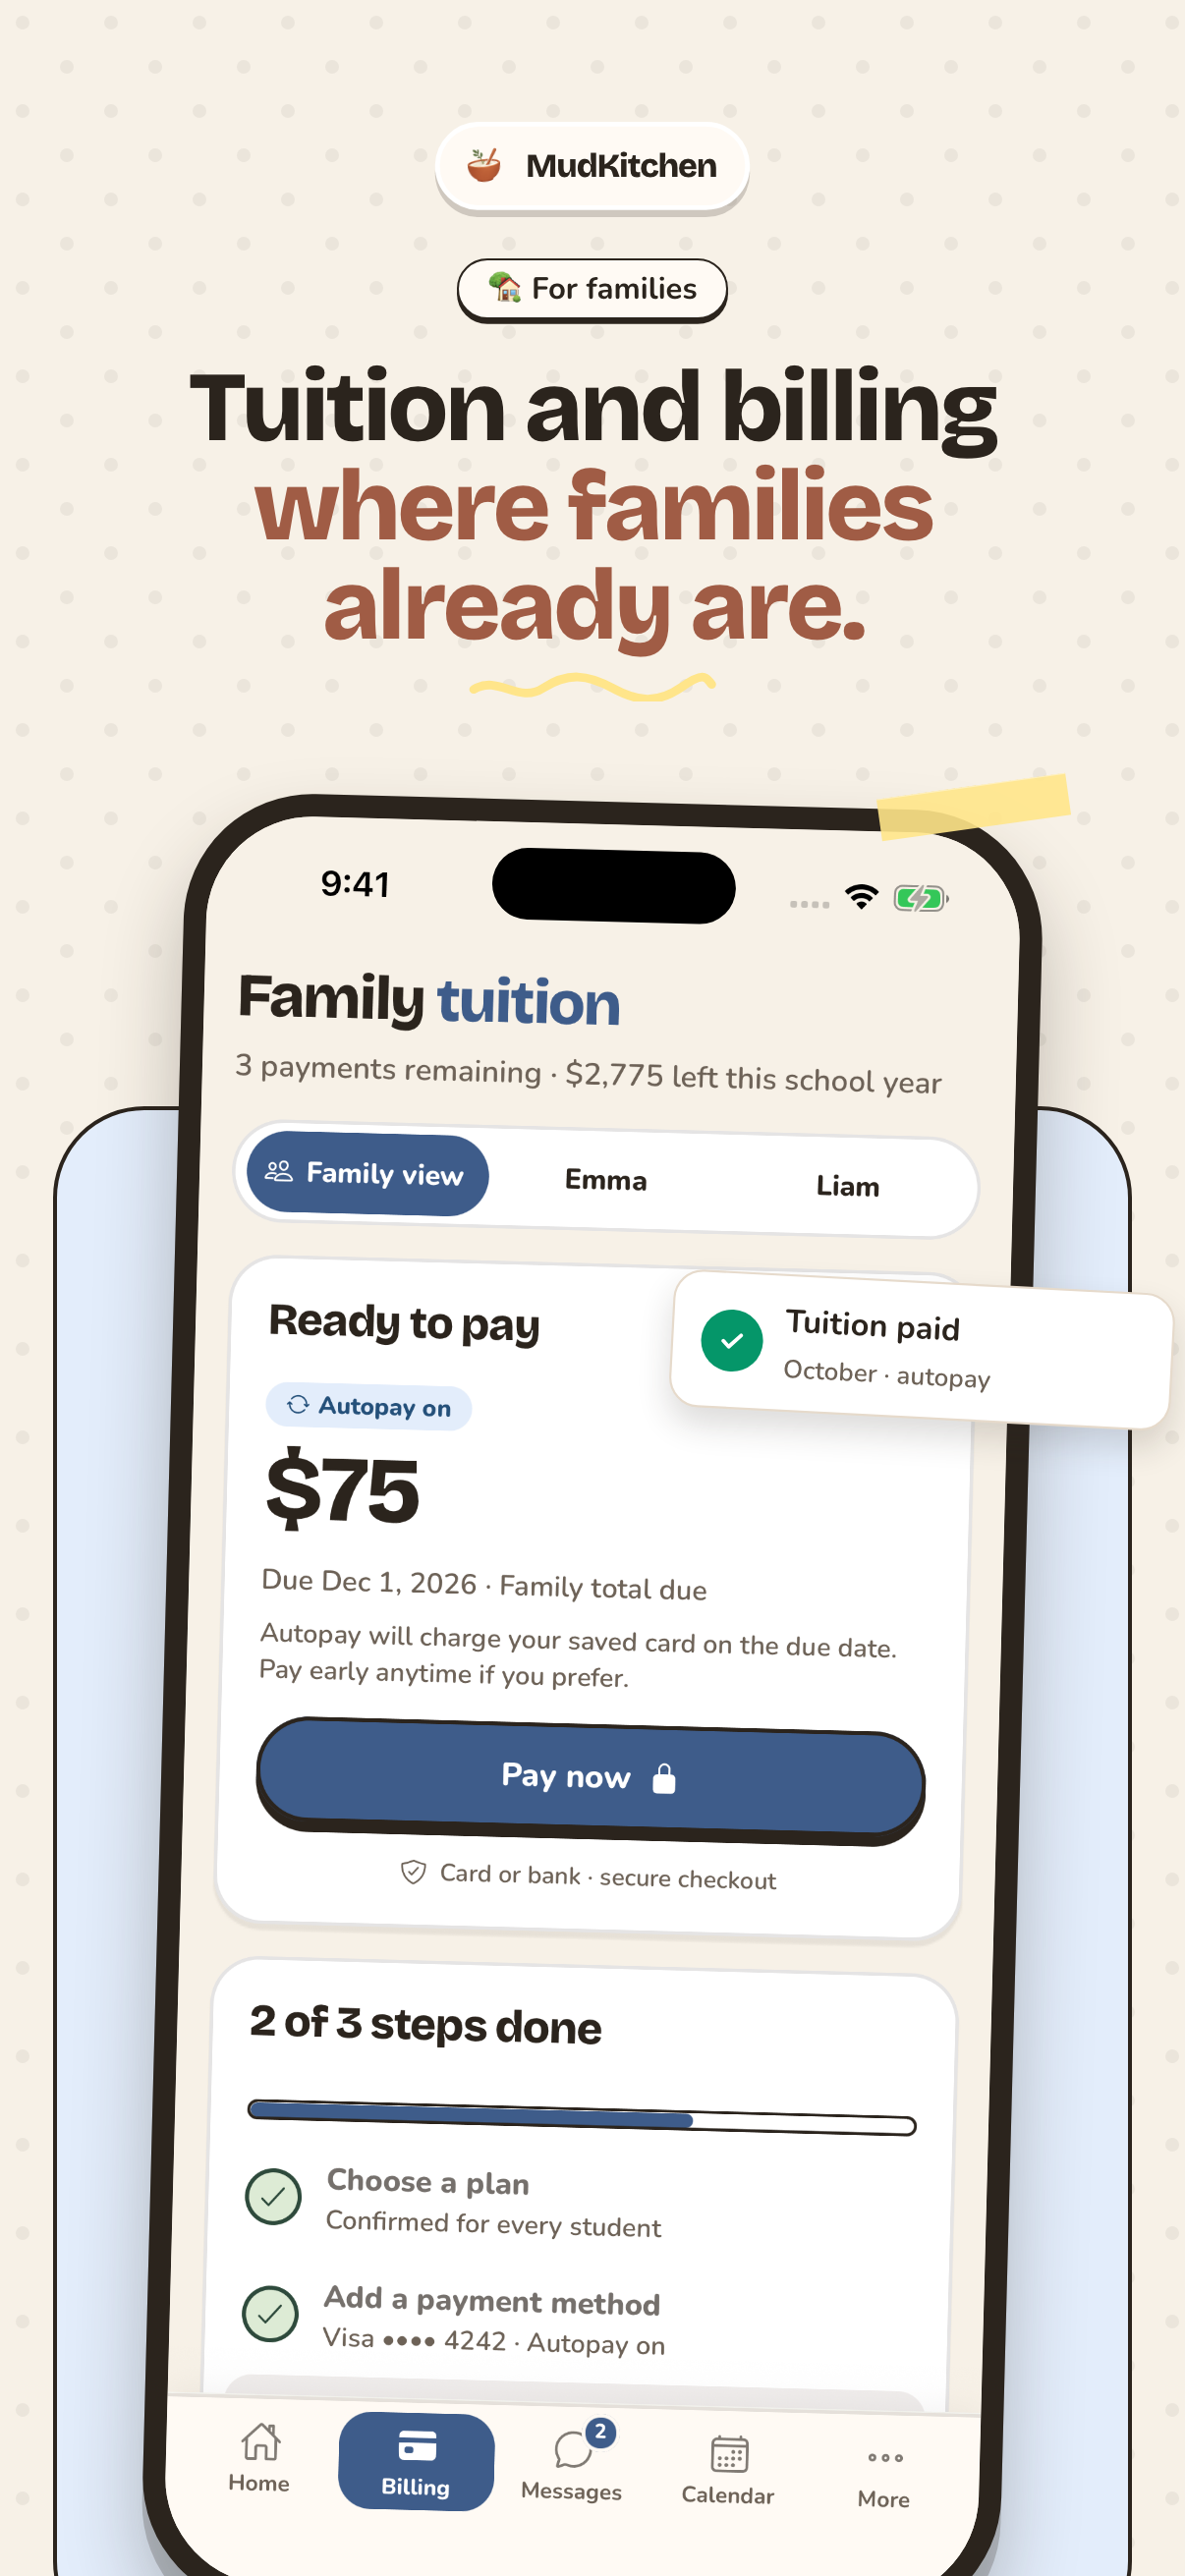 MudKitchen
For families
Tuition and billing
where families
already are.
9:41
Family tuition
3 payments remaining · $2,775 left this school year
Family view
Emma
Liam
Ready to pay
Tuition paid
October · autopay
Autopay on
$75
Due Dec 1, 2026 · Family total due
Autopay will charge your saved card on the due date.
Pay early anytime if you prefer.
Pay now
Card or bank · secure checkout
2 of 3 steps done
Choose a plan
Confirmed for every student
Add a payment method
Visa •••• 4242 · Autopay on
2
Home
Billing
Messages
Calendar
More